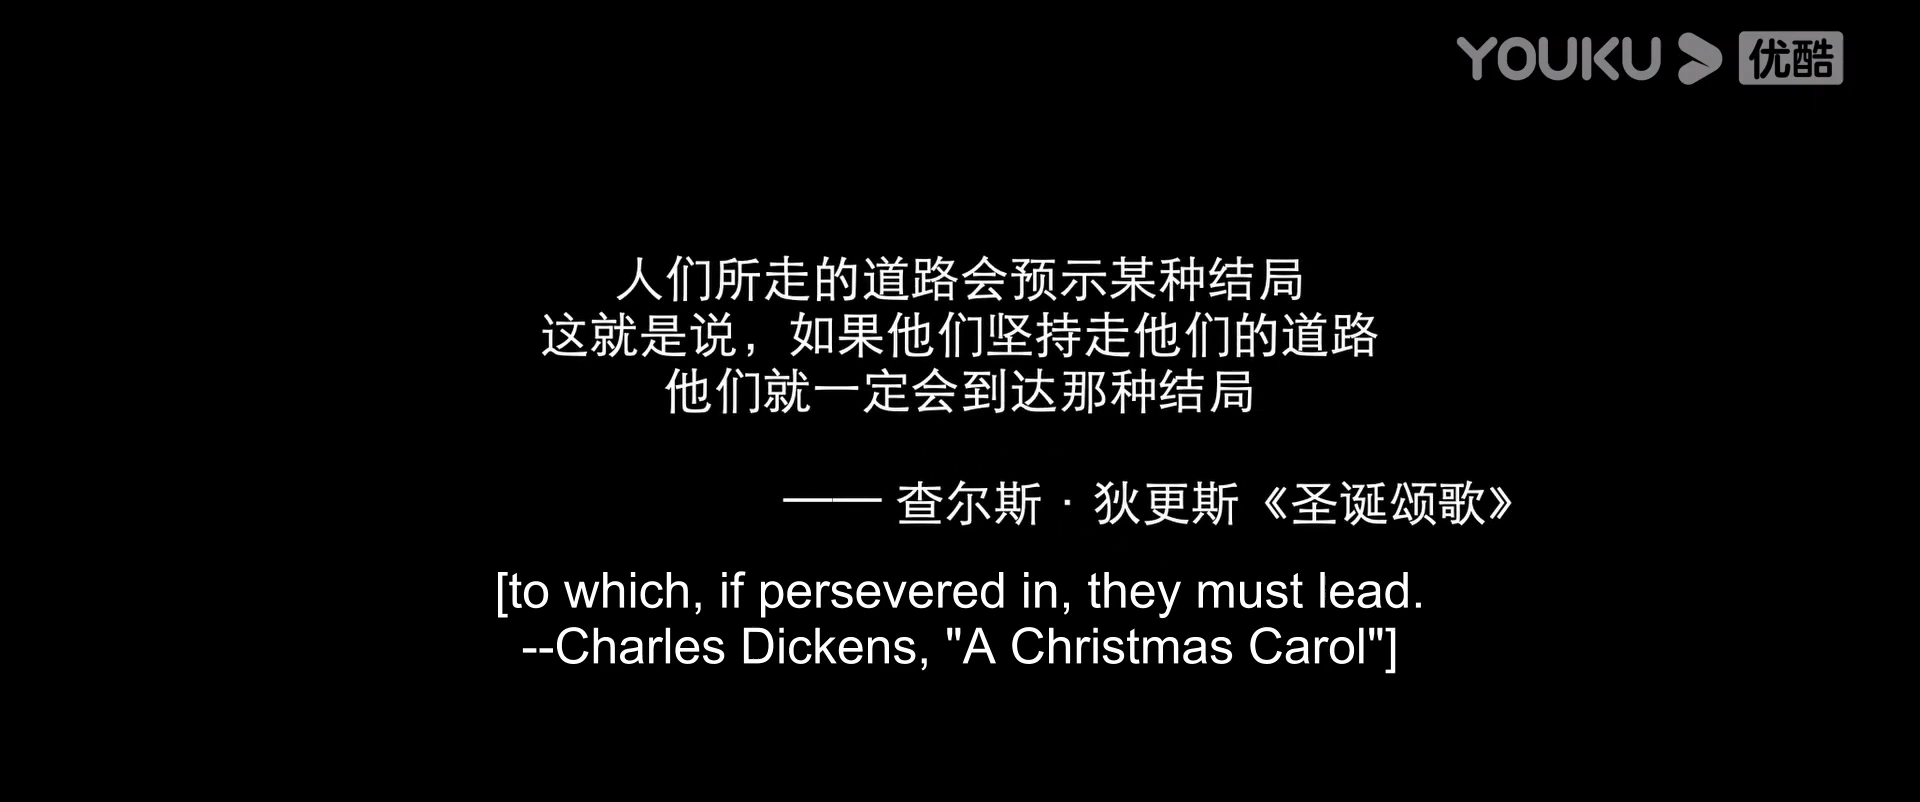 YOUKU 优酷
人们所走的道路会预示某种结局
这就是说，如果他们坚持走他们的道路
他们就一定会到达那种结局
—— 查尔斯·狄更斯《圣诞颂歌》
[to which, if persevered in, they must lead.
--Charles Dickens, "A Christmas Carol"]